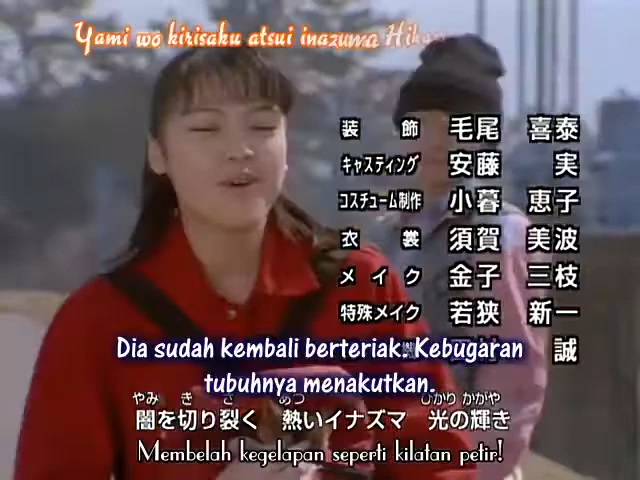 Yami wo kirisaku atsui inazuma Hika
装 飾 毛尾 喜泰
キャスティング 安藤 実
コスチューム制作 小暮 恵子
衣 裳 須賀 美波
メイク 金子 三枝
特殊メイク 若狭 新一
誠
Dia sudah kembali berteriak. Kebugaran
tubuhnya menakutkan.
やみ き さ あつ ひかり かがや
闇を切り裂く 熱いイナズマ 光の輝き
Membelah kegelapan seperti kilatan petir!